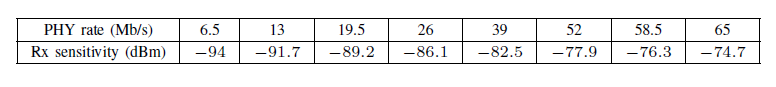 PHY rate (Mb/s) 6.5 13 19.5 26 39 52 58.5 65
Rx sensitivity (dBm) −94 −91.7 −89.2 −86.1 −82.5 −77.9 −76.3 −74.7